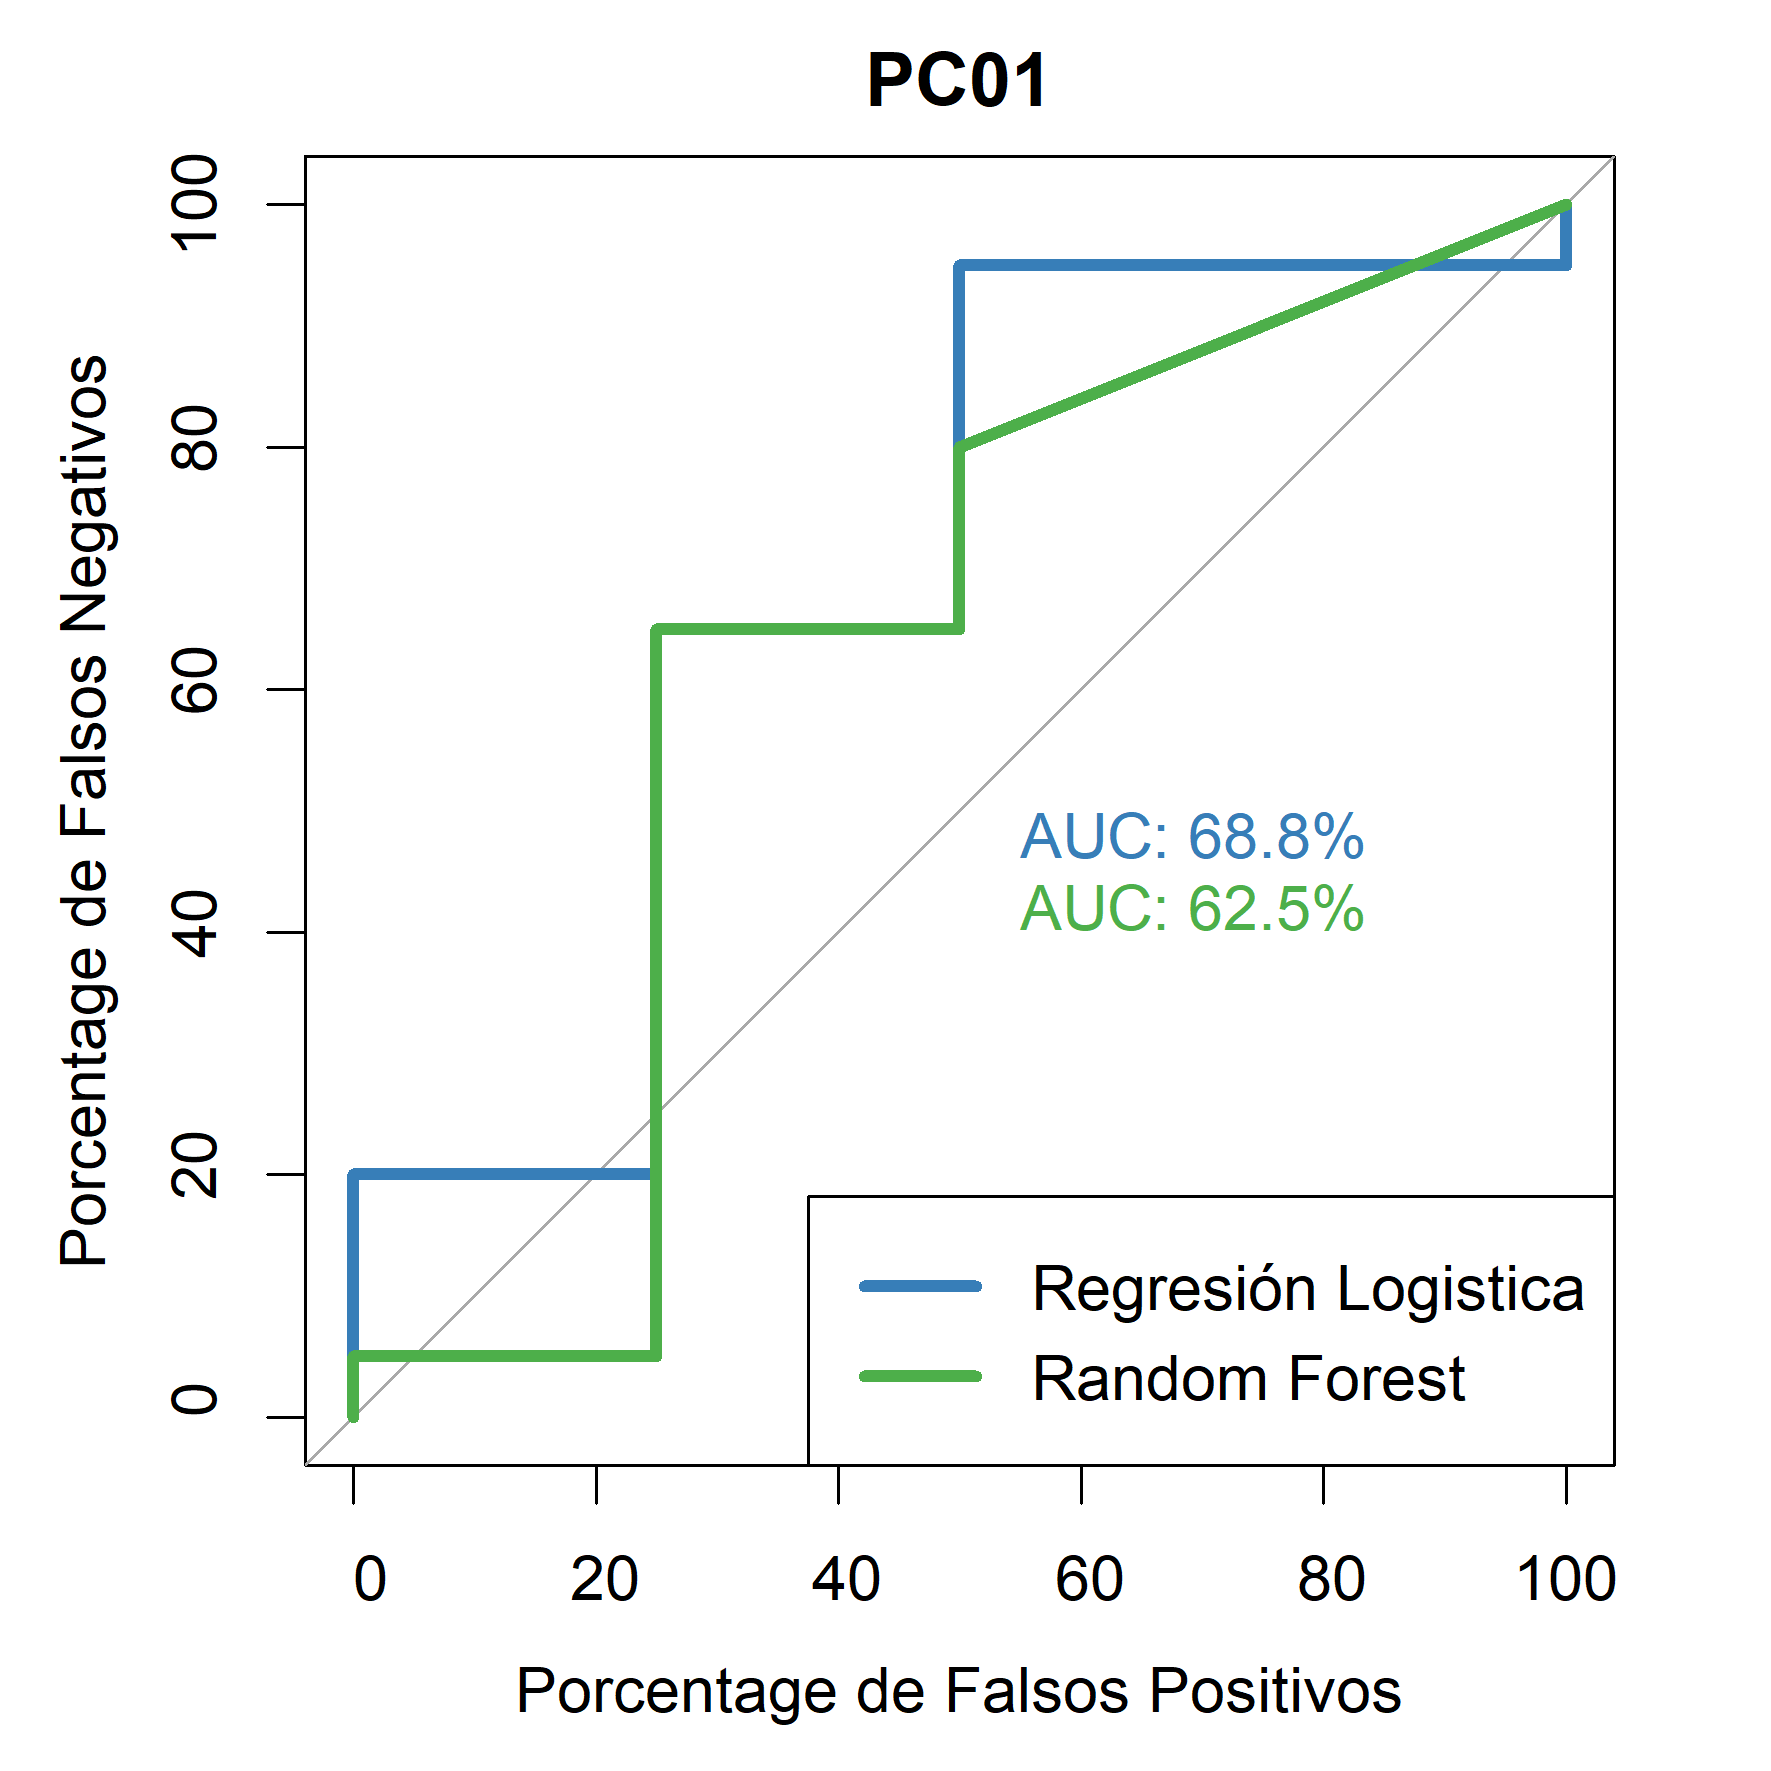 PC01
Porcentage de Falsos Negativos
100
80
60
40
20
0
AUC: 68.8%
AUC: 62.5%
Regresión Logistica
Random Forest
0 20 40 60 80 100
Porcentage de Falsos Positivos